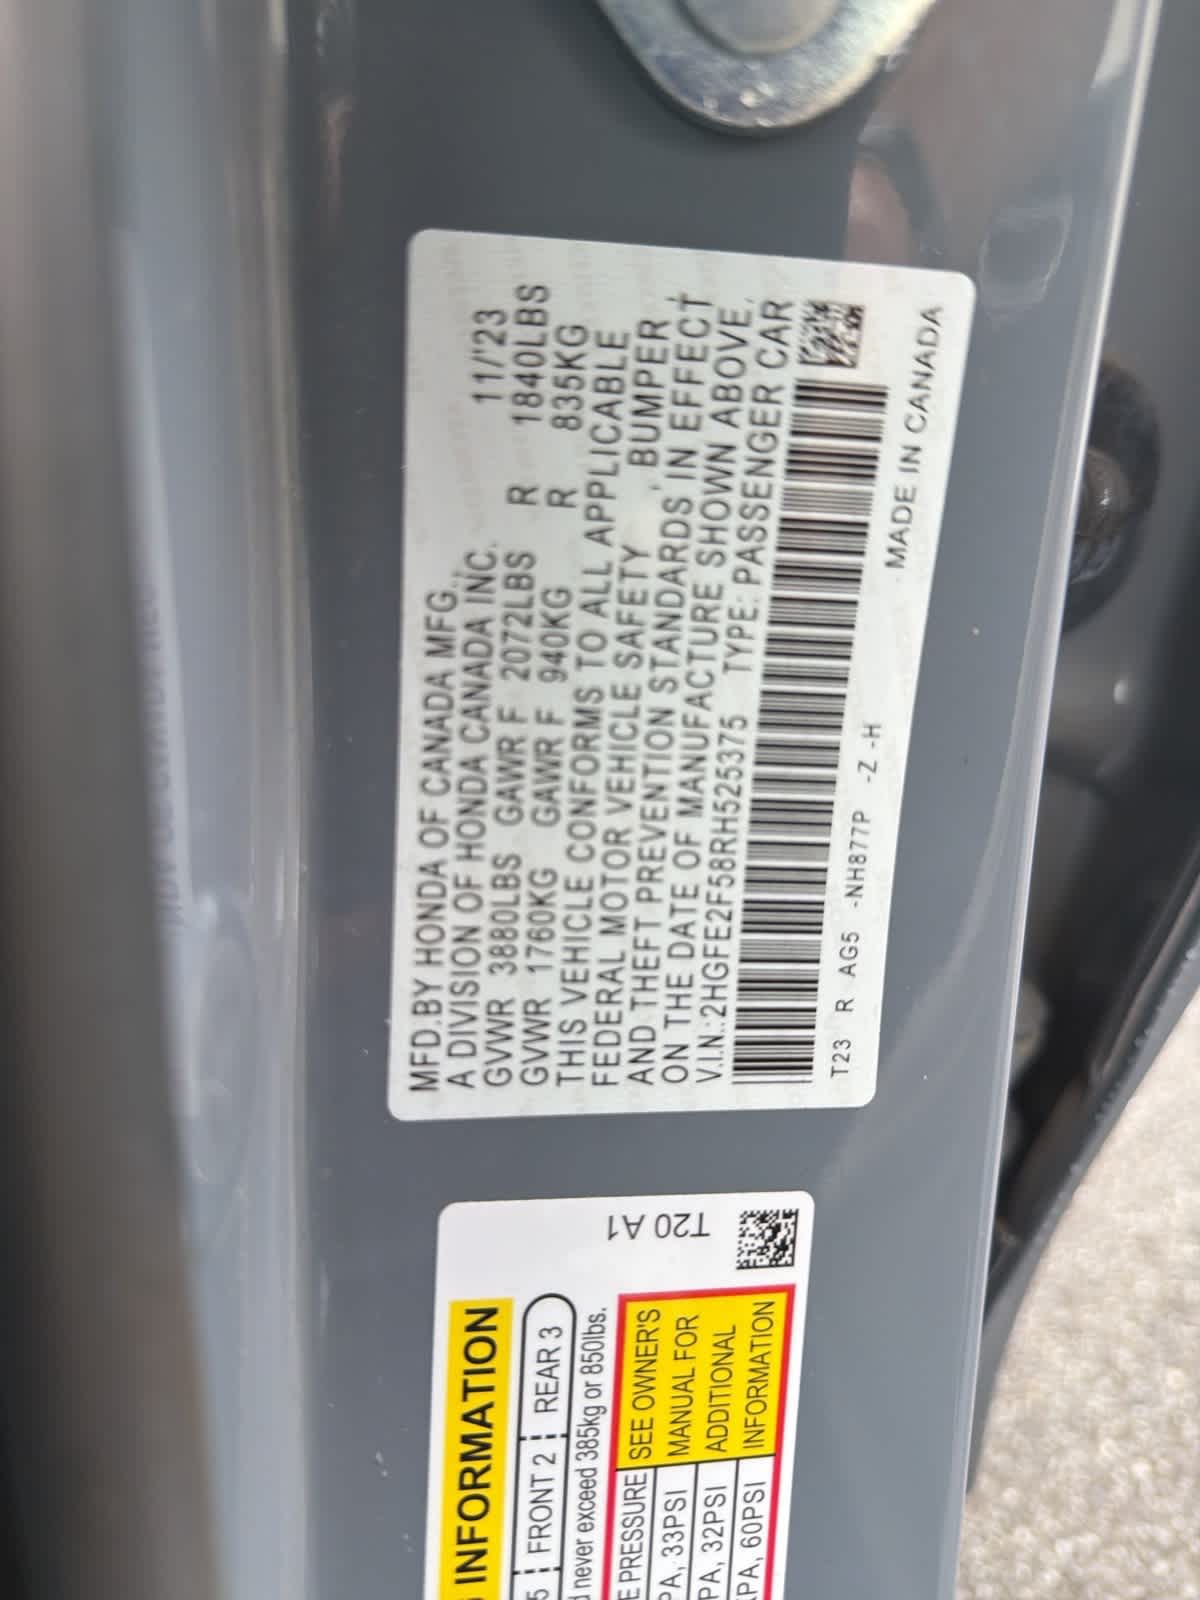 MFD.BY HONDA OF CANADA MFG.,
A DIVISION OF HONDA CANADA INC. 11/'23
GVWR 3880LBS GAWR F 2072LBS R 1840LBS
GVWR 1760KG GAWR F 940KG R 835KG
THIS VEHICLE CONFORMS TO ALL APPLICABLE
FEDERAL MOTOR VEHICLE SAFETY, BUMPER,
AND THEFT PREVENTION STANDARDS IN EFFECT
ON THE DATE OF MANUFACTURE SHOWN ABOVE.
V.I.N.:2HGFE2F58RH525375 TYPE: PASSENGER CAR
T23 R AG5 -NH877P -Z -H
MADE IN CANADA
T20 A1
INFORMATION
5 FRONT 2 REAR 3
never exceed 385kg or 850lbs.
PRESSURE
SEE OWNER'S
MANUAL FOR
ADDITIONAL
INFORMATION
PA, 33PSI
PA, 32PSI
PA, 60PSI